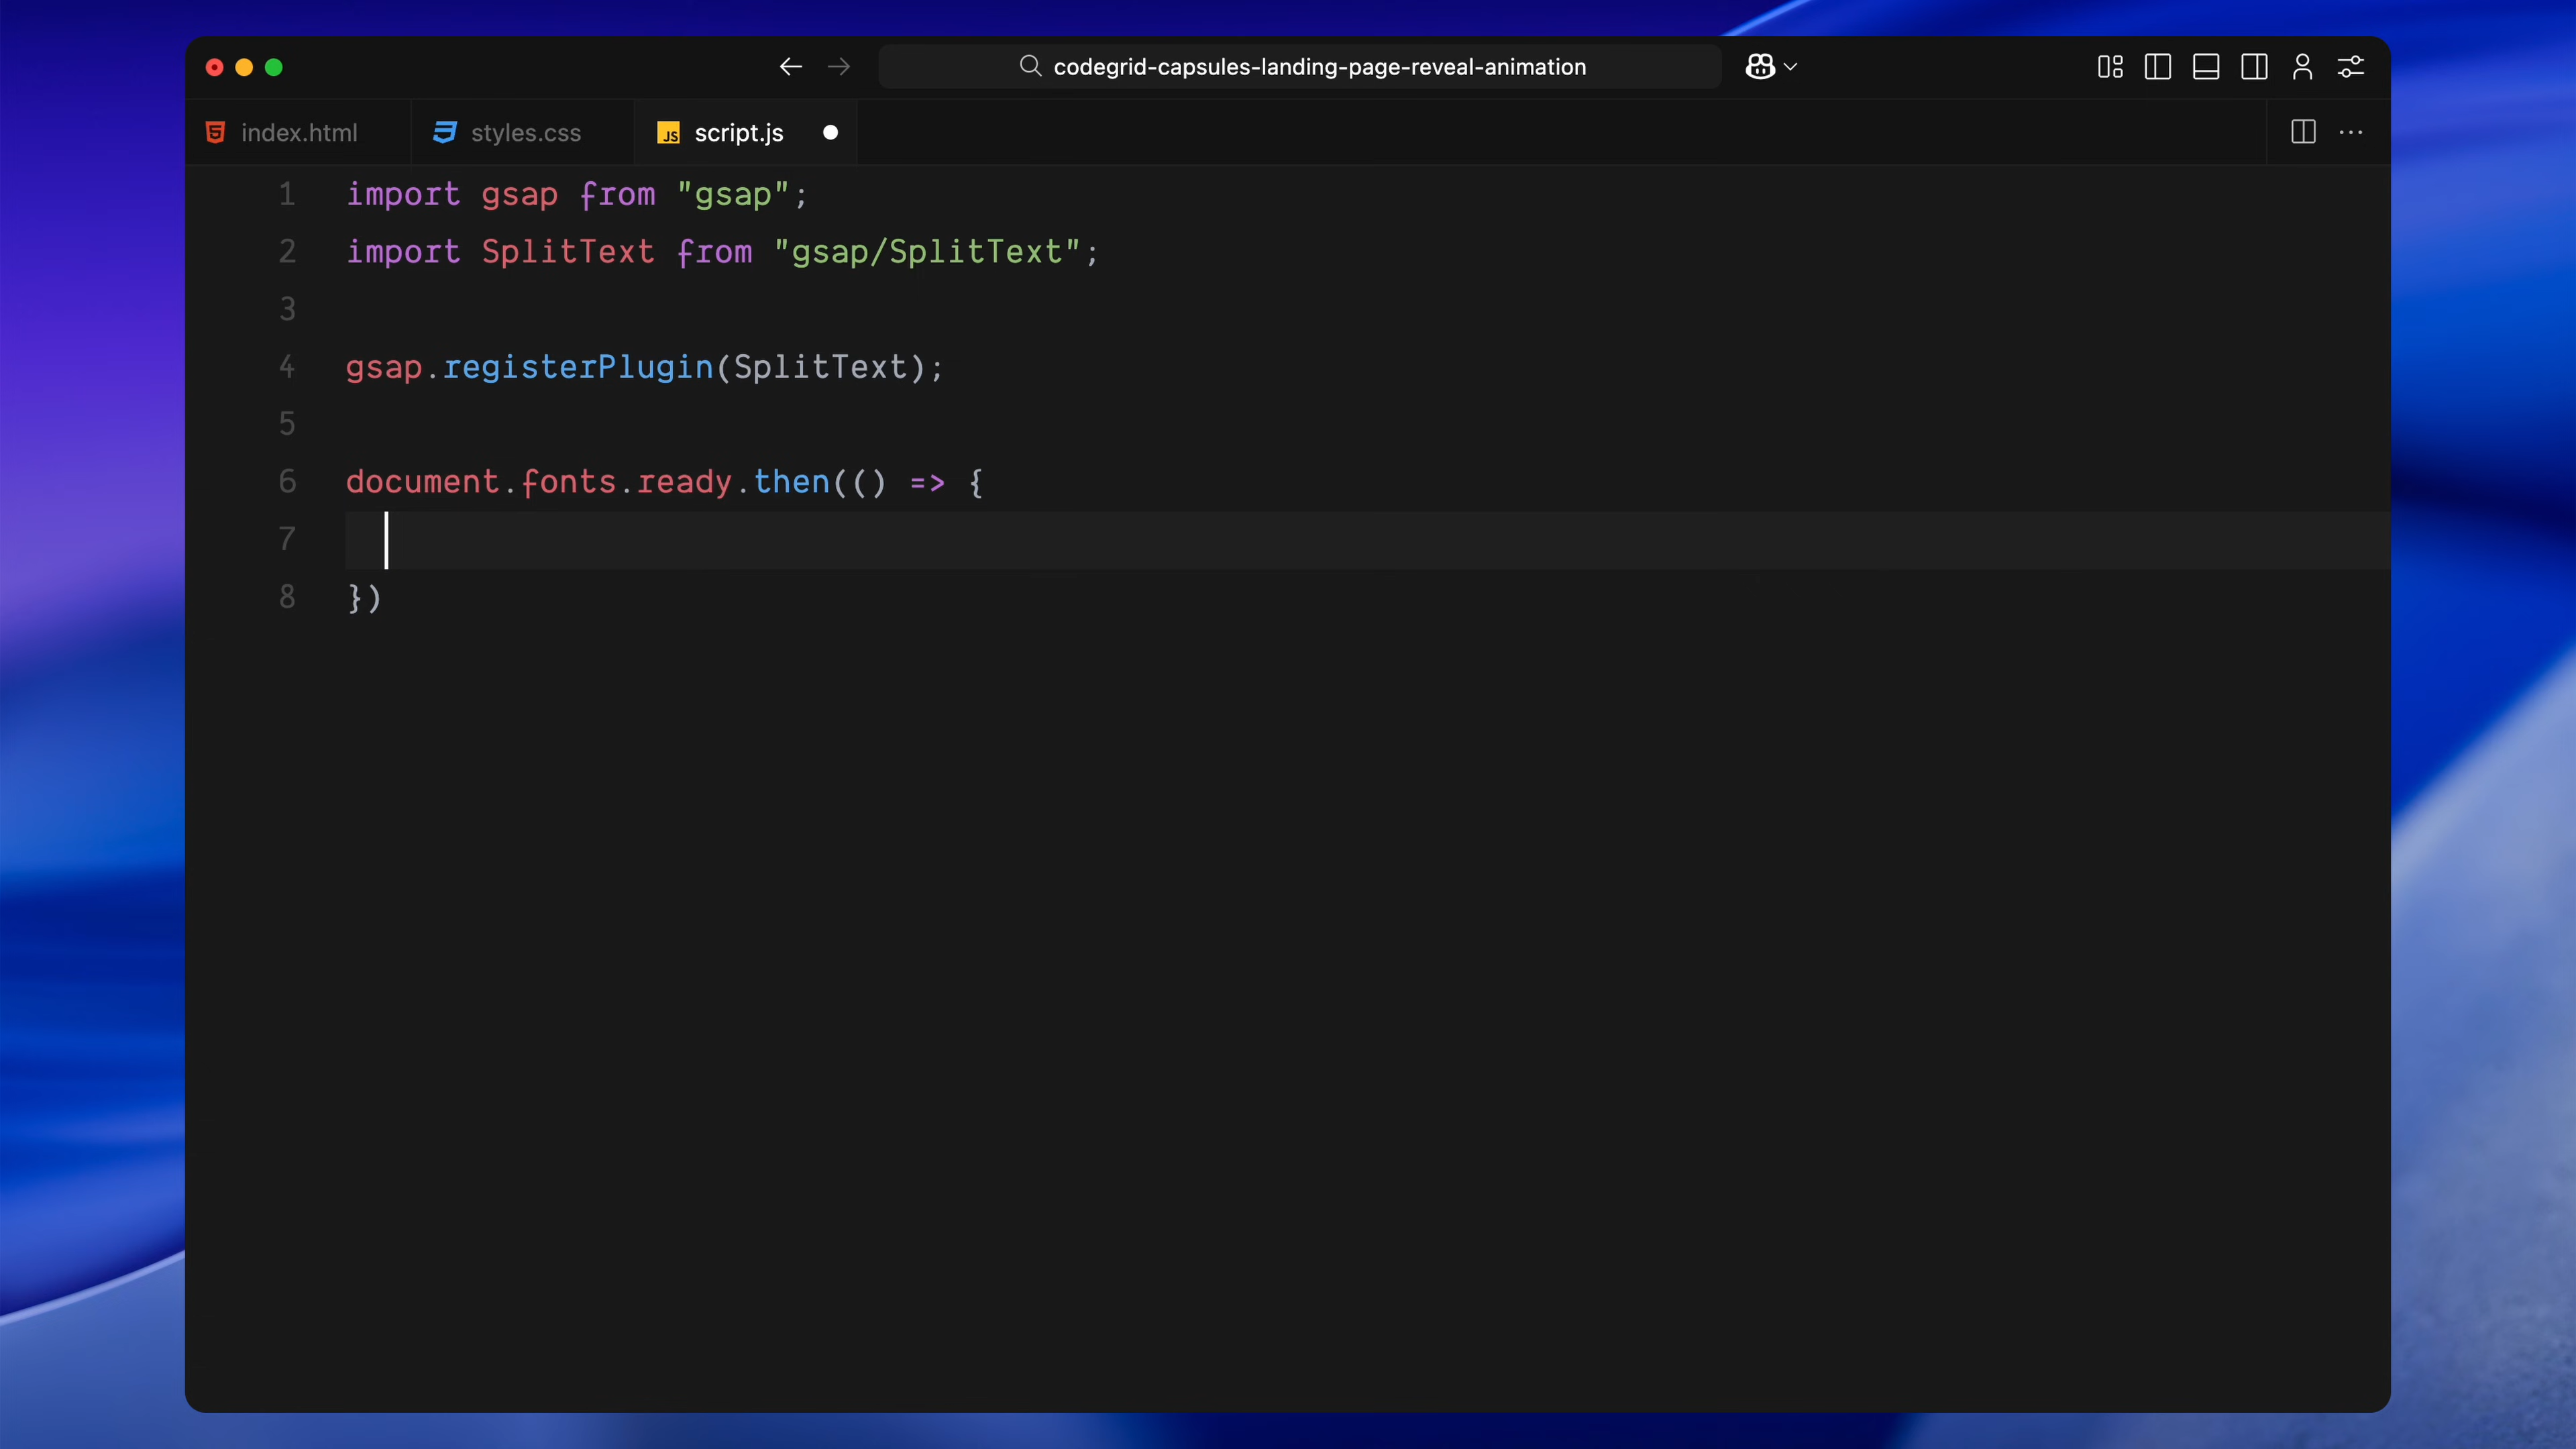 codegrid-capsules-landing-page-reveal-animation
index.html
styles.css
JS script.js
1 import gsap from "gsap";
2 import SplitText from "gsap/SplitText";
3
4 gsap.registerPlugin(SplitText);
5
6 document.fonts.ready.then(() => {
7
8 })